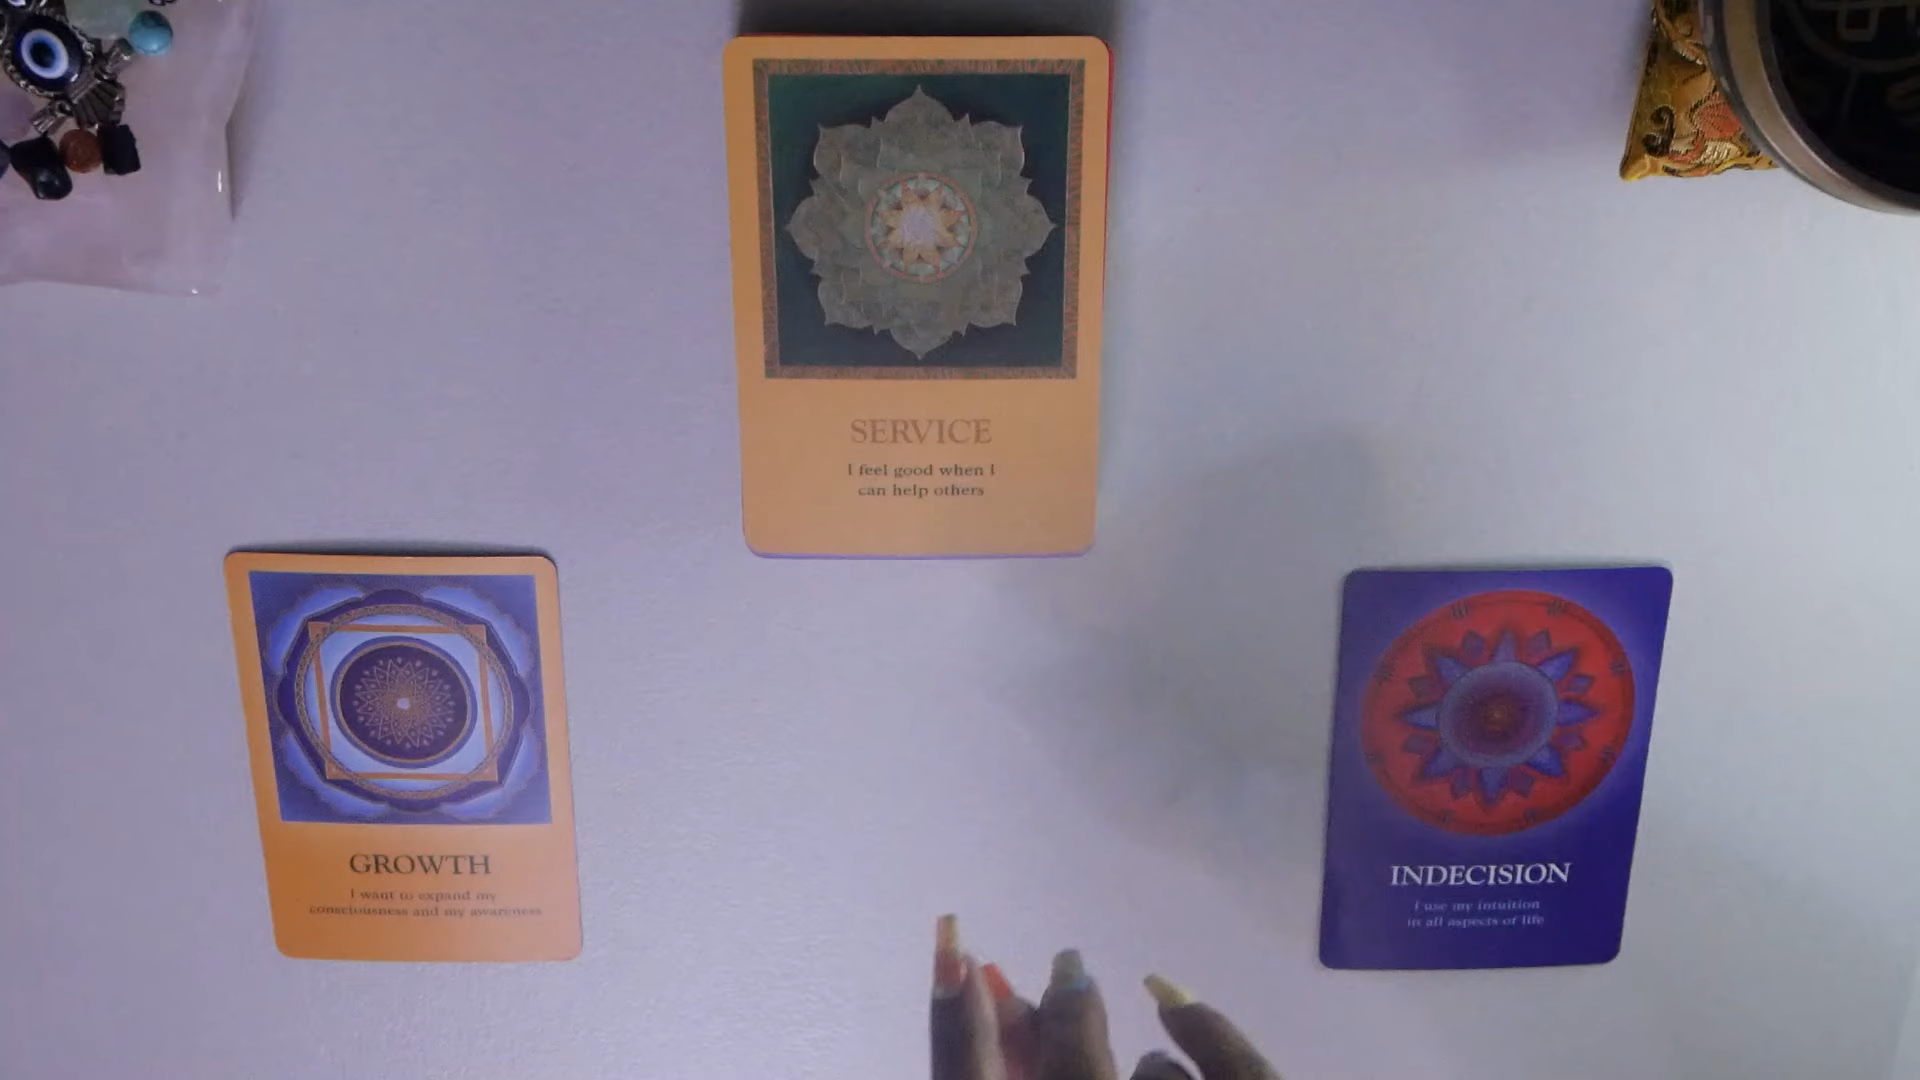 SERVICE
I feel good when I
can help others
GROWTH
I want to expand my
consciousness and my awareness
INDECISION
I use my intuition
in all aspects of life